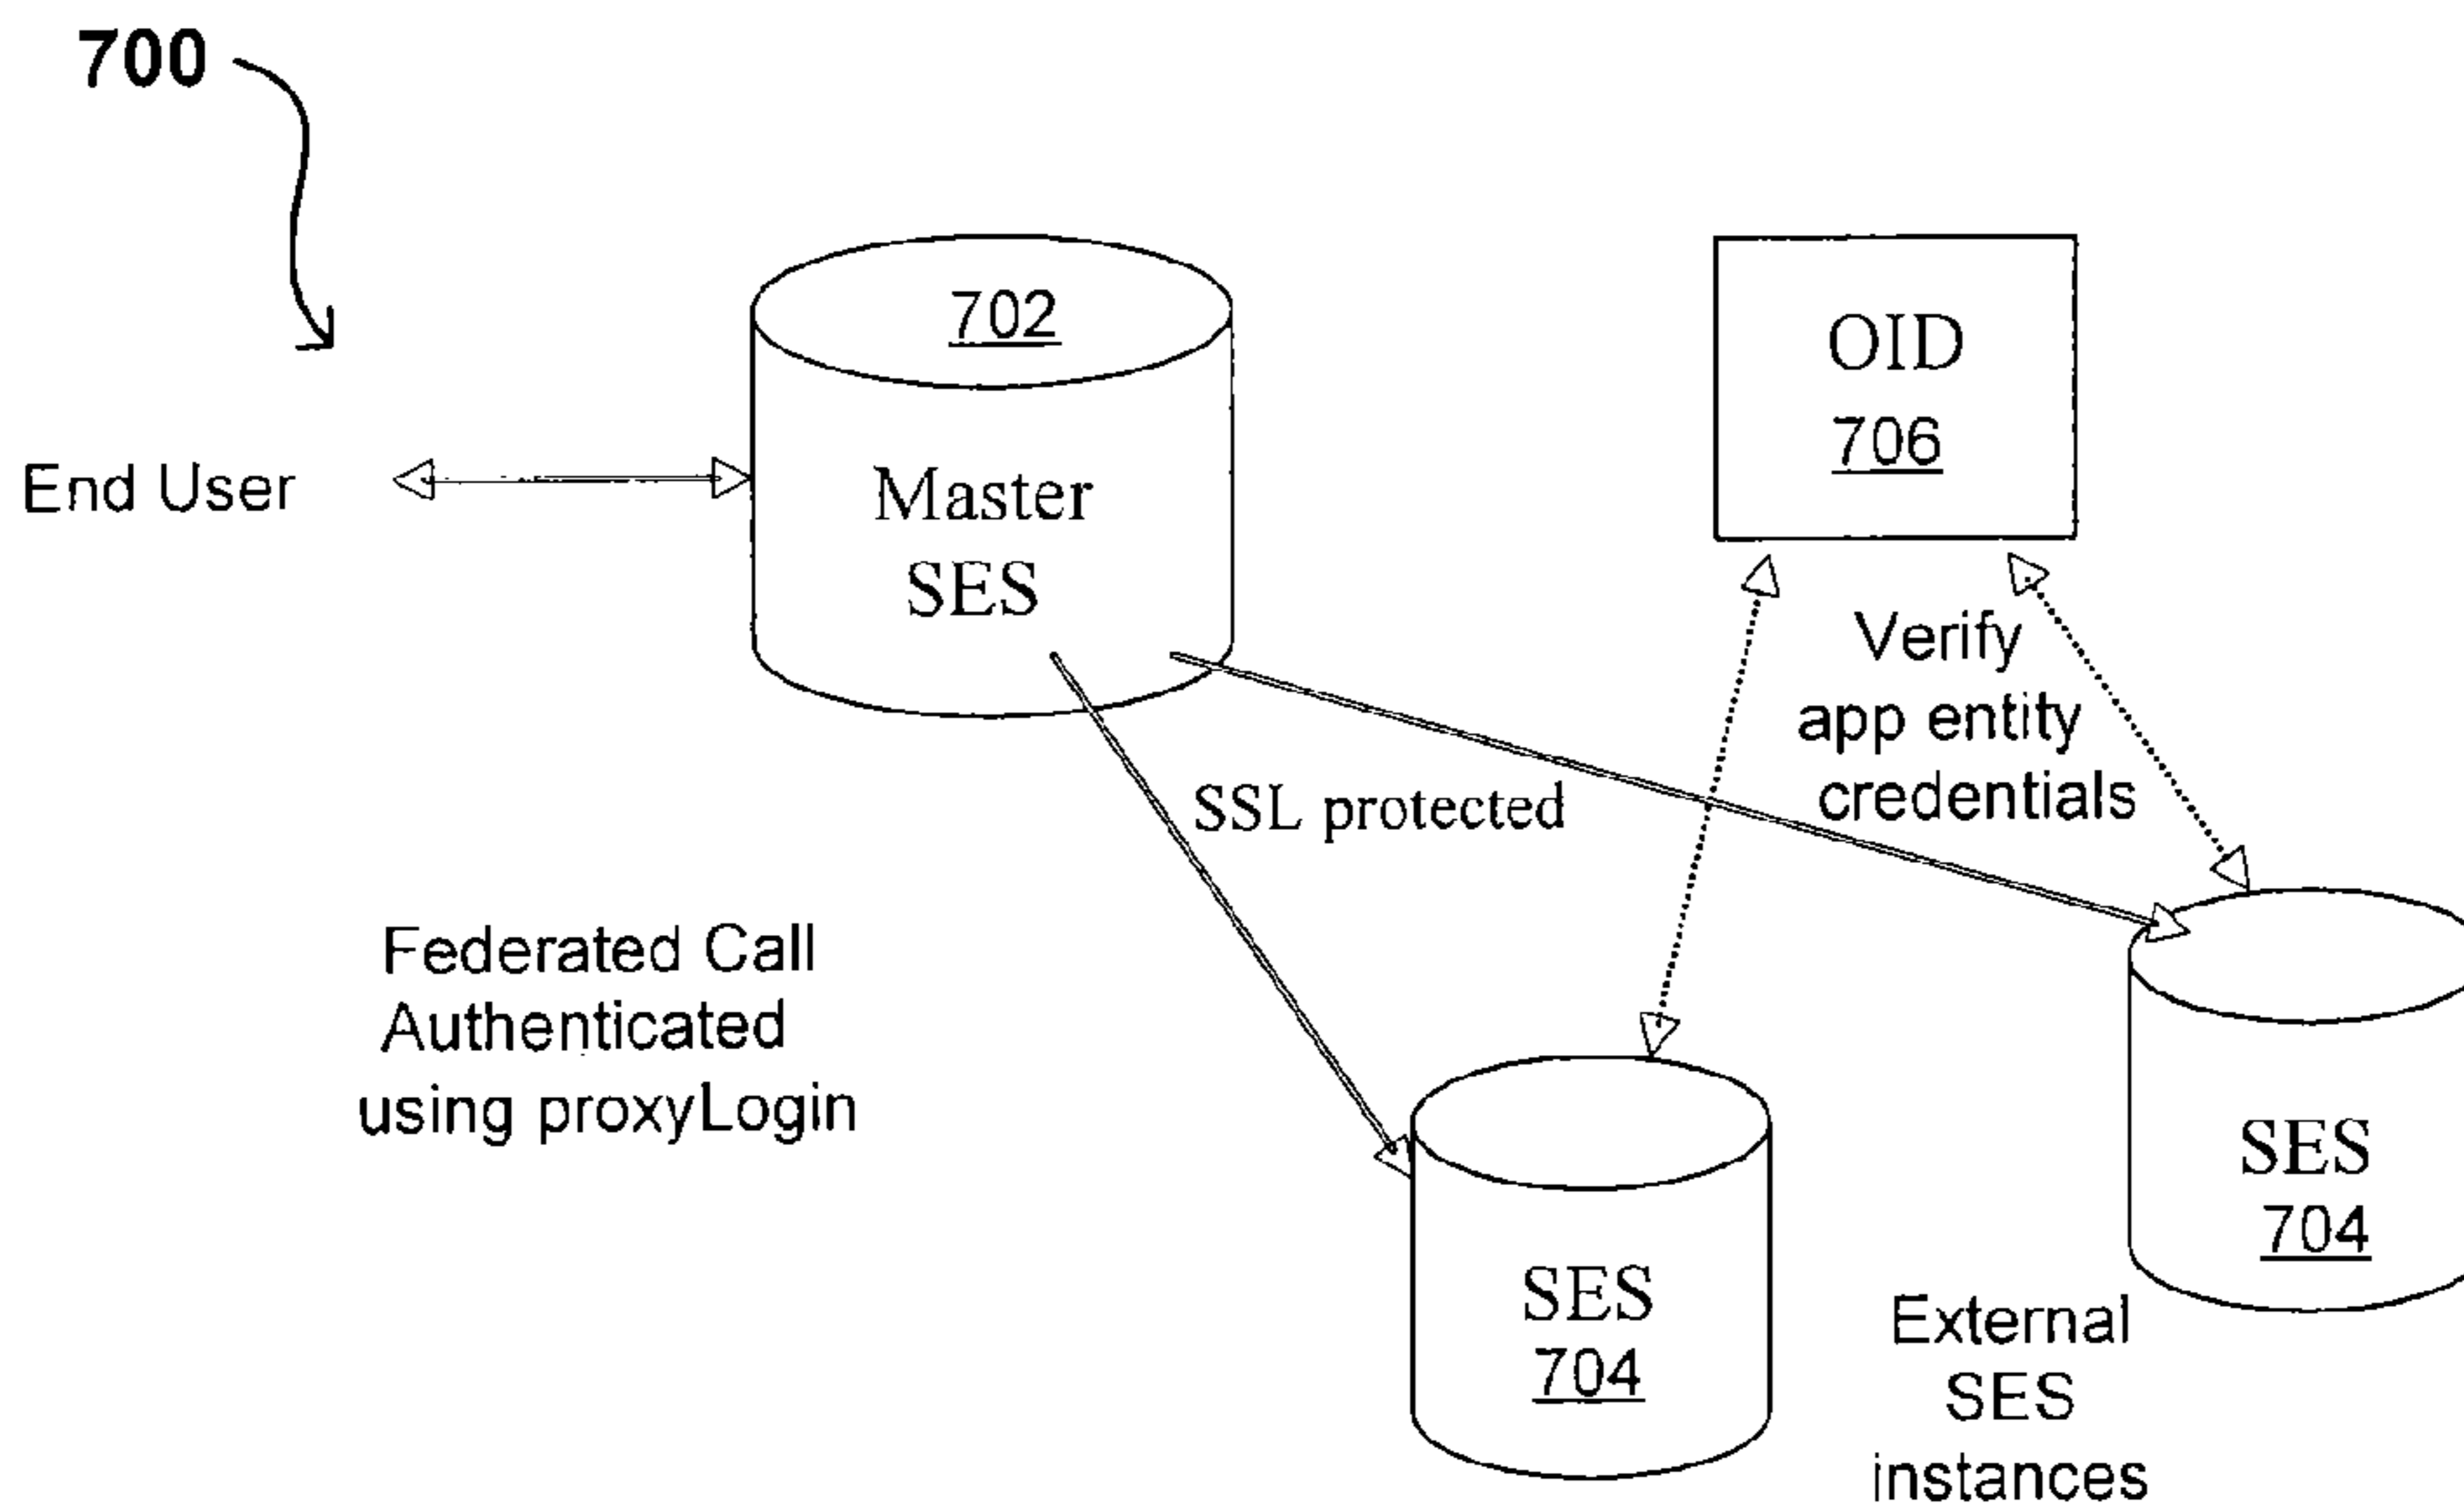 700
702
OID
706
End User
Master
SES
Verify
app entity
credentials
SSL protected
Federated Call
Authenticated
using proxyLogin
SES
704
SES
704
External
SES
instances